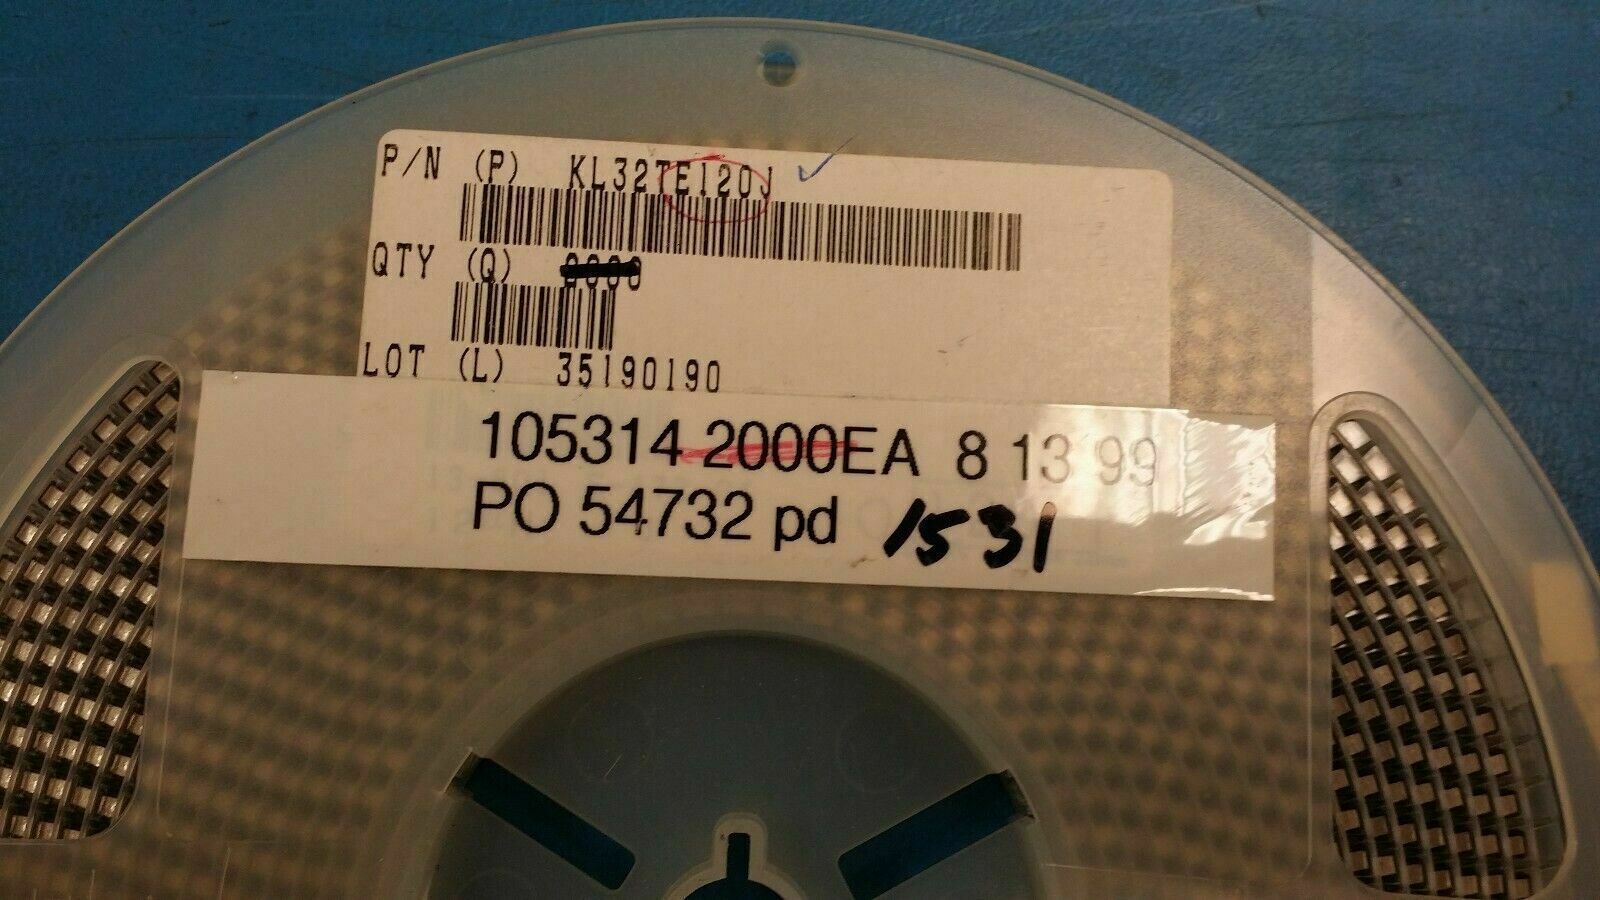 P/N (P) KL32TE120J
QTY (Q)
LOT (L) 35190190
105314 2000EA 8 13 99
PO 54732 pd 1531